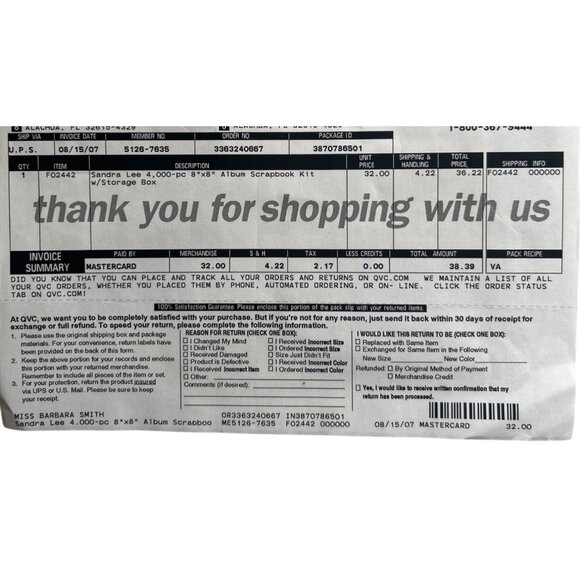 ALACHUA, FL 32615-4329 ALACHUA, FL 32615-4329 1-800-367-9444
SHIP VIA INVOICE DATE MEMBER NO. ORDER NO. PACKAGE I.D.
U.P.S. 08/15/07 5126-7635 3363240667 3870786501
QTY. ITEM DESCRIPTION UNIT PRICE SHIPPING & HANDLING TOTAL PRICE SHIPPING INFO
1 F02442 Sandra Lee 4,000-pc 8"x8" Album Scrapbook Kit 32.00 4.22 36.22 F02442 000000
w/Storage Box
thank you for shopping with us
INVOICE SUMMARY PAID BY MERCHANDISE S & H TAX LESS CREDITS TOTAL AMOUNT PACK RECIPE
MASTERCARD 32.00 4.22 2.17 0.00 38.39 VA
DID YOU KNOW THAT YOU CAN PLACE AND TRACK ALL YOUR ORDERS AND RETURNS ON QVC.COM WE MAINTAIN A LIST OF ALL
YOUR QVC ORDERS, WHETHER YOU PLACED THEM BY PHONE, AUTOMATED ORDERING, OR ON- LINE. CLICK THE ORDER STATUS
TAB ON QVC.COM!
100% Satisfaction Guarantee. Please enclose this portion of the pack slip with your returned items
At QVC, we want you to be completely satisfied with your purchase. But if you're not for any reason, just send it back within 30 days of receipt for
exchange or full refund. To speed your return, please complete the following information.
1. Please use the original shipping box and package
materials. For your convenience, return labels have
been provided on the back of this form.
2. Keep the above portion for your records and enclose
this portion with your returned merchandise.
Remember to include all pieces of the item or set.
3. For your protection, return the product insured
via UPS or U.S. Mail. Please be sure to keep
your receipt.
REASON FOR RETURN (CHECK ONE BOX):
Changed My Mind I Received Incorrect Size
I Didn't Like I Ordered Incorrect Size
Received Damaged Size Just Didn't Fit
Product is Defective I Received Incorrect Color
I Received Incorrect Item I Ordered Incorrect Color
Other:
Comments (if desired):
I WOULD LIKE THIS RETURN TO BE (CHECK ONE BOX):
Replaced with Same Item
Exchanged for Same Item in the Following
New Size New Color
Refunded: By Original Method of Payment
Merchandise Credit
Yes, I would like to receive written confirmation that my
return has been processed.
MISS BARBARA SMITH OR3363240667 IN3870786501
Sandra Lee 4,000-pc 8"x8" Album Scrapboo ME5126-7635 F02442 000000 08/15/07 MASTERCARD 32.00